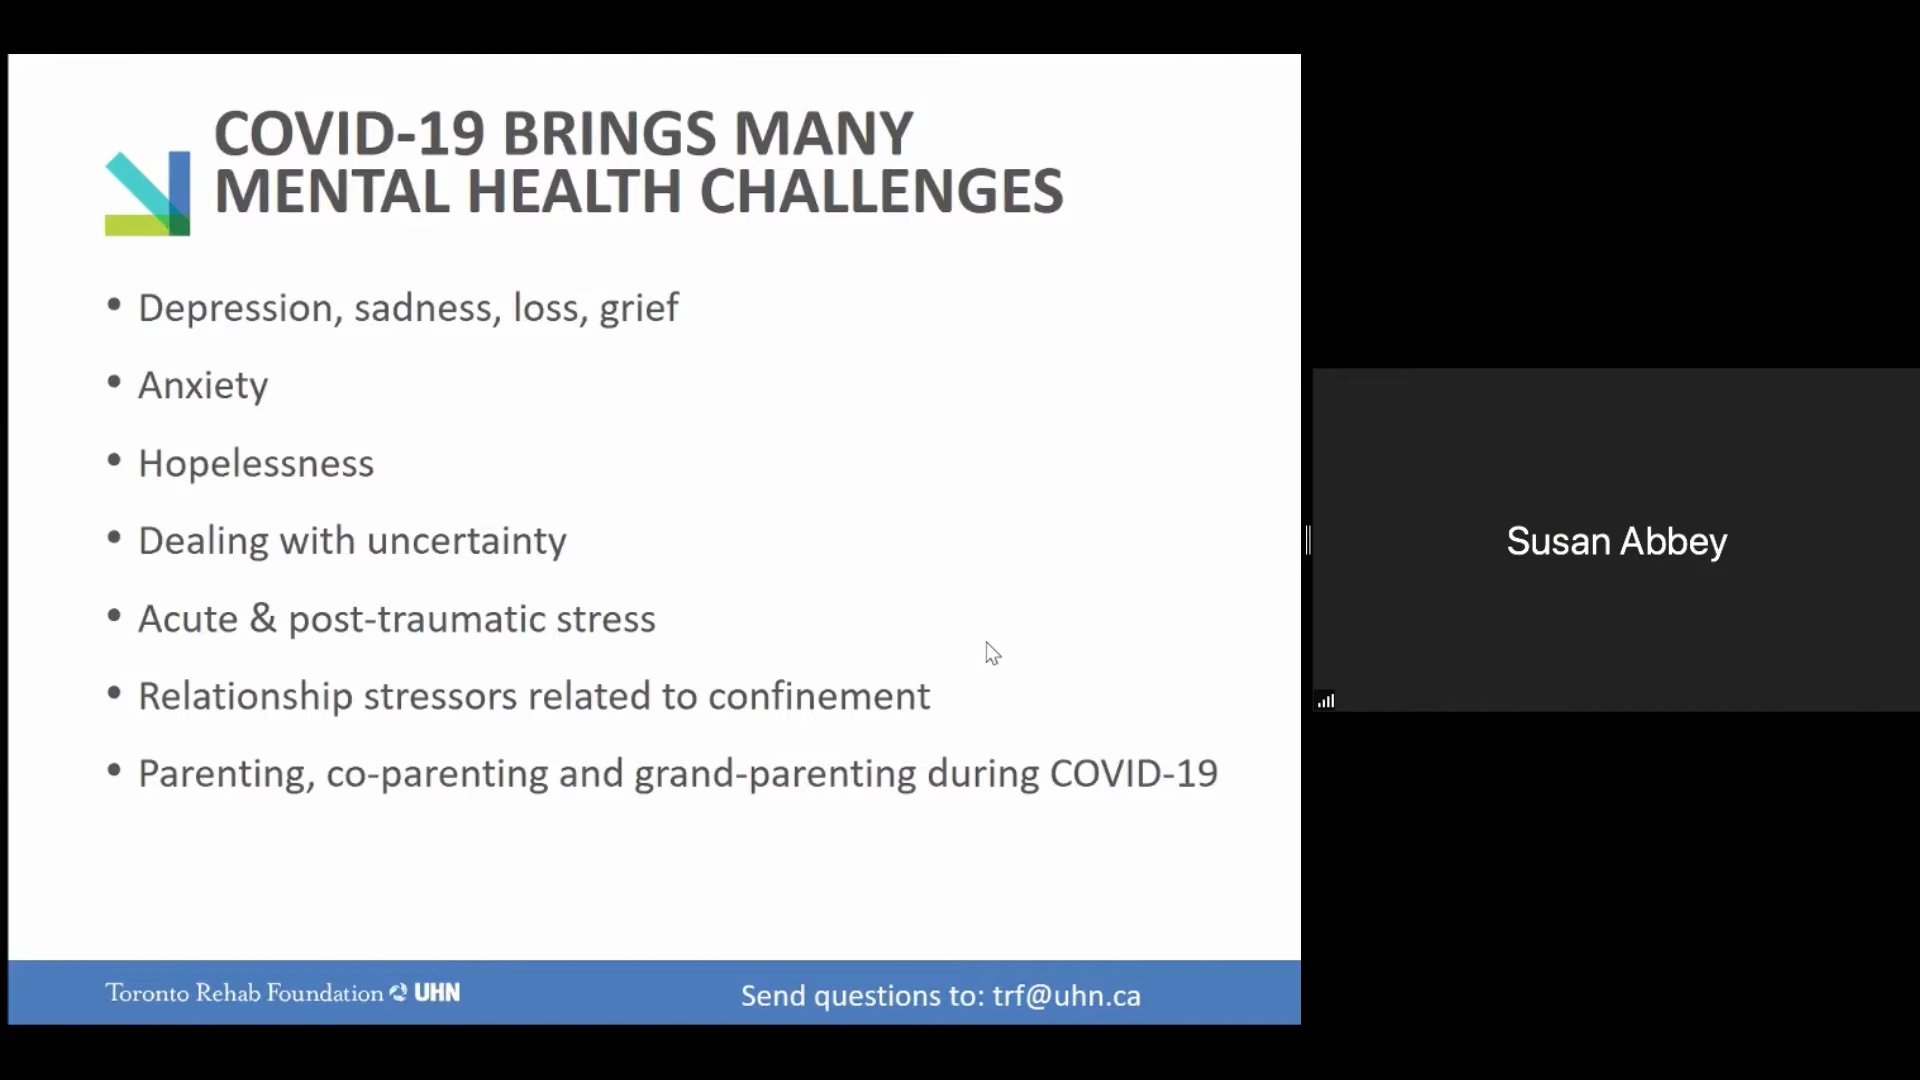 COVID-19 BRINGS MANY
MENTAL HEALTH CHALLENGES
• Depression, sadness, loss, grief
• Anxiety
• Hopelessness
• Dealing with uncertainty
• Acute & post-traumatic stress
• Relationship stressors related to confinement
• Parenting, co-parenting and grand-parenting during COVID-19
Toronto Rehab Foundation UHN
Send questions to: trf@uhn.ca
Susan Abbey